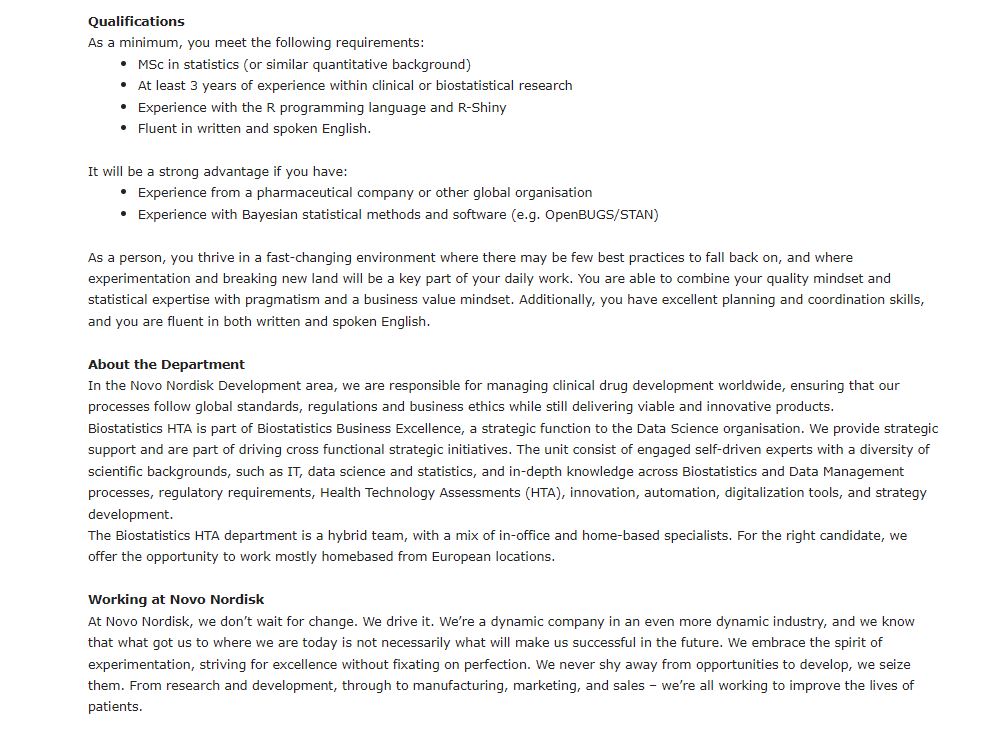 Qualifications
As a minimum, you meet the following requirements:
• MSc in statistics (or similar quantitative background)
• At least 3 years of experience within clinical or biostatistical research
• Experience with the R programming language and R-Shiny
• Fluent in written and spoken English.
It will be a strong advantage if you have:
• Experience from a pharmaceutical company or other global organisation
• Experience with Bayesian statistical methods and software (e.g. OpenBUGS/STAN)
As a person, you thrive in a fast-changing environment where there may be few best practices to fall back on, and where
experimentation and breaking new land will be a key part of your daily work. You are able to combine your quality mindset and
statistical expertise with pragmatism and a business value mindset. Additionally, you have excellent planning and coordination skills,
and you are fluent in both written and spoken English.
About the Department
In the Novo Nordisk Development area, we are responsible for managing clinical drug development worldwide, ensuring that our
processes follow global standards, regulations and business ethics while still delivering viable and innovative products.
Biostatistics HTA is part of Biostatistics Business Excellence, a strategic function to the Data Science organisation. We provide strategic
support and are part of driving cross functional strategic initiatives. The unit consist of engaged self-driven experts with a diversity of
scientific backgrounds, such as IT, data science and statistics, and in-depth knowledge across Biostatistics and Data Management
processes, regulatory requirements, Health Technology Assessments (HTA), innovation, automation, digitalization tools, and strategy
development.
The Biostatistics HTA department is a hybrid team, with a mix of in-office and home-based specialists. For the right candidate, we
offer the opportunity to work mostly homebased from European locations.
Working at Novo Nordisk
At Novo Nordisk, we don’t wait for change. We drive it. We’re a dynamic company in an even more dynamic industry, and we know
that what got us to where we are today is not necessarily what will make us successful in the future. We embrace the spirit of
experimentation, striving for excellence without fixating on perfection. We never shy away from opportunities to develop, we seize
them. From research and development, through to manufacturing, marketing, and sales – we’re all working to improve the lives of
patients.